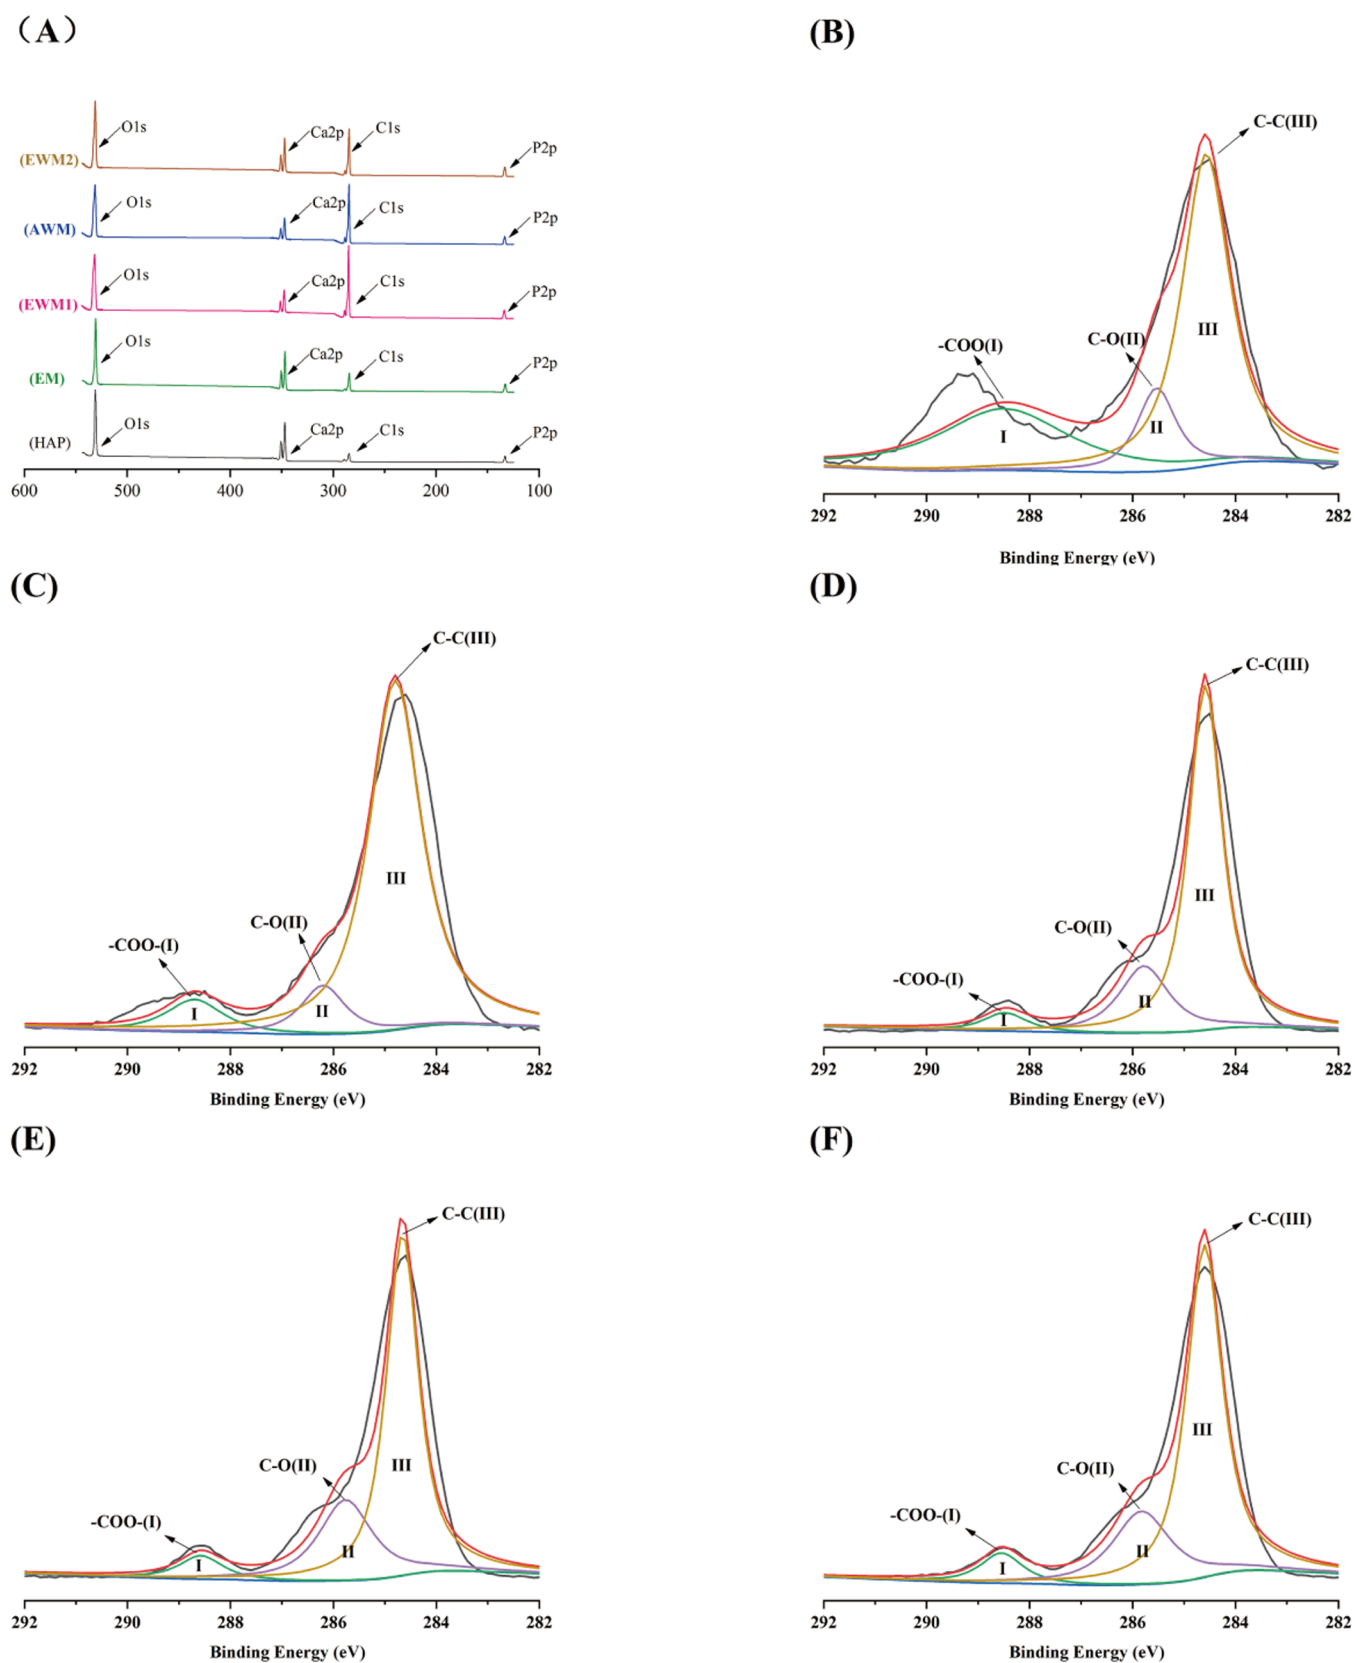 (A)
O1s
Ca2p
C1s
P2p
(EWM2)
O1s
Ca2p
C1s
P2p
(AWM)
O1s
Ca2p
C1s
P2p
(EWM1)
O1s
Ca2p
C1s
P2p
(EM)
O1s
Ca2p
C1s
P2p
(HAP)
600 500 400 300 200 100
(B)
C-C(III)
-COO(I)
C-O(II)
III
I
II
292 290 288 286 284 282
Binding Energy (eV)
(C)
C-C(III)
III
C-O(II)
-COO-(I)
I
II
292 290 288 286 284 282
Binding Energy (eV)
(D)
C-C(III)
III
C-O(II)
-COO-(I)
I
II
292 290 288 286 284 282
Binding Energy (eV)
(E)
C-C(III)
C-O(II)
III
-COO-(I)
I
II
292 290 288 286 284 282
Binding Energy (eV)
(F)
C-C(III)
III
C-O(II)
-COO-(I)
I
II
292 290 288 286 284 282
Binding Energy (eV)